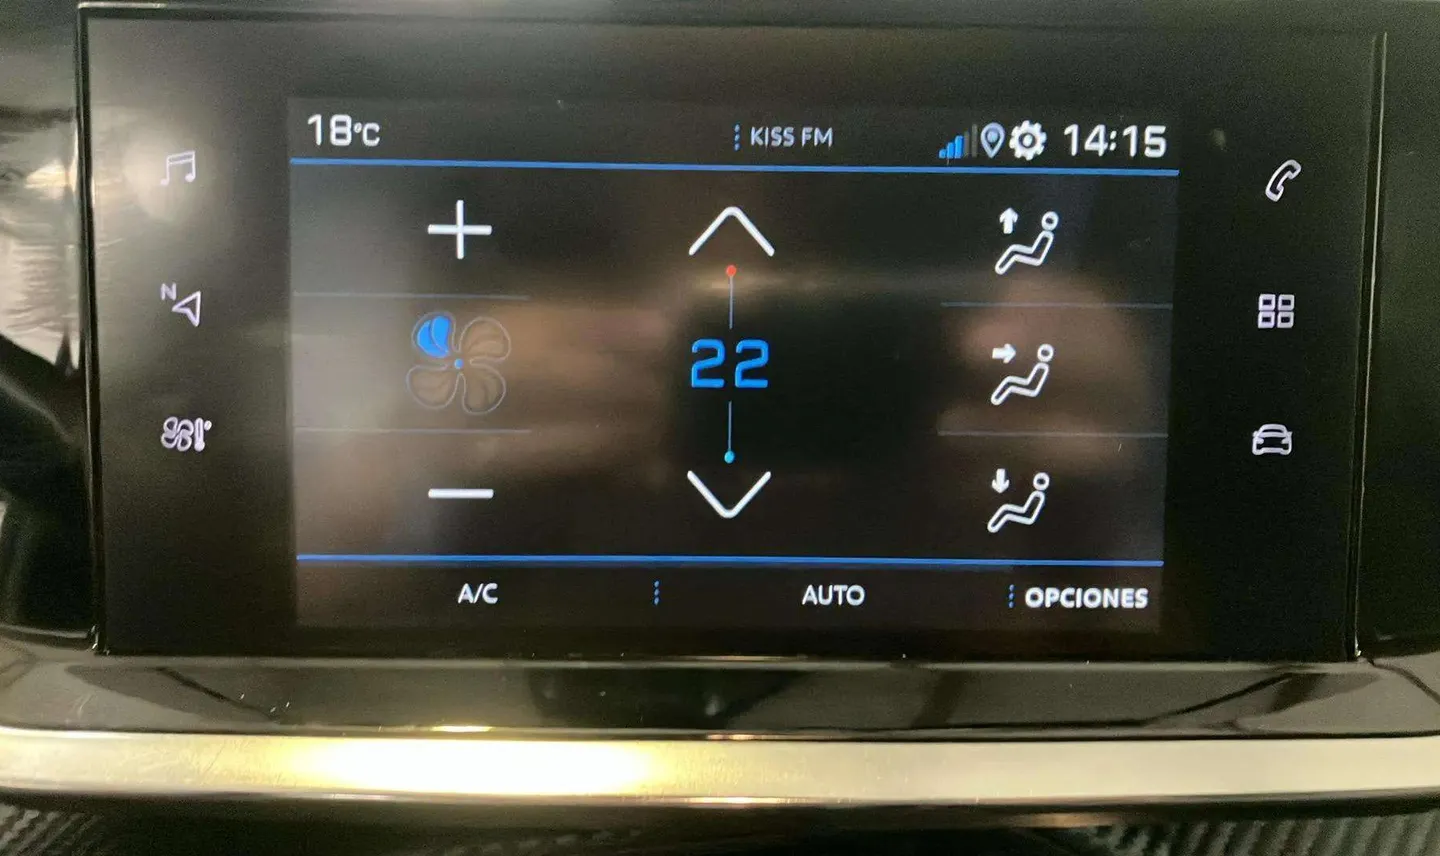 18°C
KISS FM
14:15
N
22
A/C
AUTO
OPCIONES